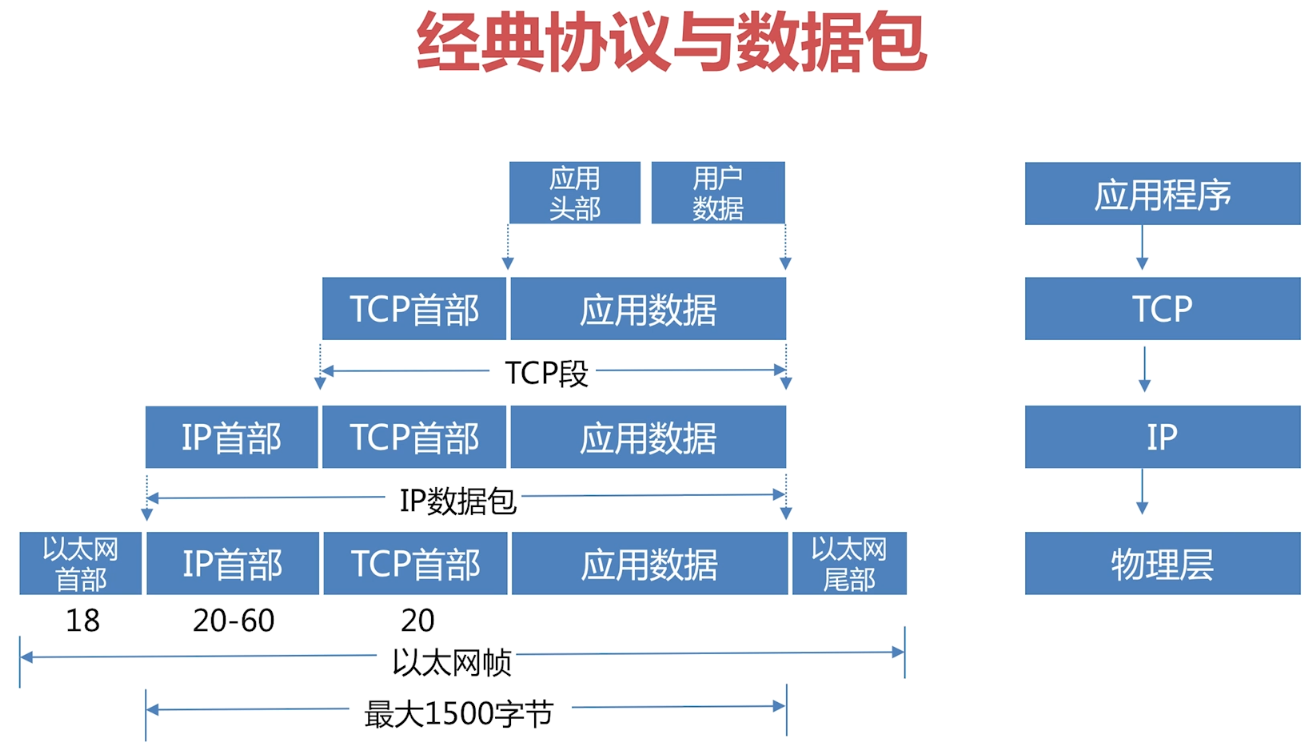 经典协议与数据包
应用
头部
用户
数据
应用程序
TCP首部
应用数据
TCP
TCP段
IP首部
TCP首部
应用数据
IP
IP数据包
以太网
首部
IP首部
TCP首部
应用数据
以太网
尾部
物理层
18
20-60
20
以太网帧
最大1500字节